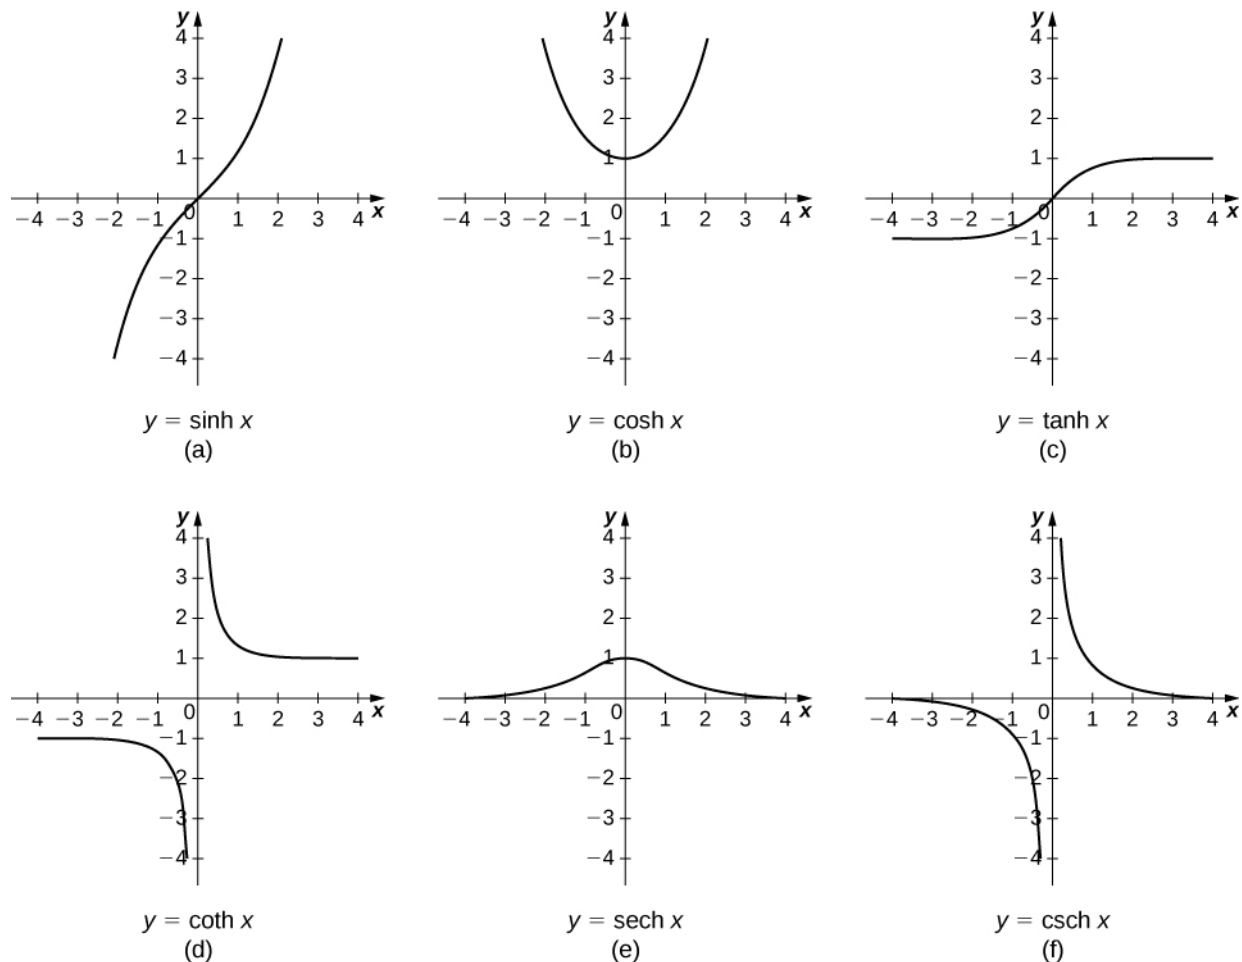 y
4
3
2
1
−4 −3 −2 −1 0 1 2 3 4 x
−1
−2
−3
−4
y = sinh x
(a)
y
4
3
2
1
−4 −3 −2 −1 0 1 2 3 4 x
−1
−2
−3
−4
y = cosh x
(b)
y
4
3
2
1
−4 −3 −2 −1 0 1 2 3 4 x
−1
−2
−3
−4
y = tanh x
(c)
y
4
3
2
1
−4 −3 −2 −1 0 1 2 3 4 x
−1
−2
−3
−4
y = coth x
(d)
y
4
3
2
1
−4 −3 −2 −1 0 1 2 3 4 x
−1
−2
−3
−4
y = sech x
(e)
y
4
3
2
1
−4 −3 −2 −1 0 1 2 3 4 x
−1
−2
−3
−4
y = csch x
(f)